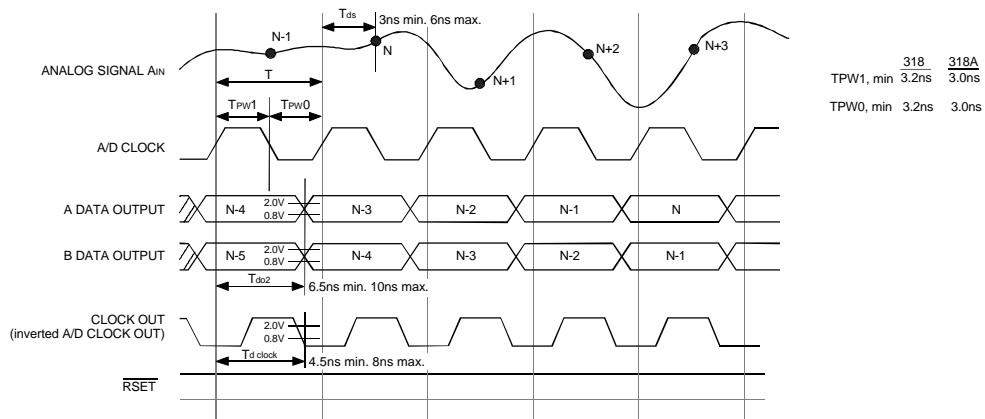 Tds
3ns min. 6ns max.
N-1
N
N+2
N+3
ANALOG SIGNAL AIN
N+1
T
318 318A
TPW1, min 3.2ns 3.0ns
TPW0, min 3.2ns 3.0ns
TPW1 TPW0
A/D CLOCK
A DATA OUTPUT
N-4
2.0V
0.8V
N-3
N-2
N-1
N
B DATA OUTPUT
N-5
2.0V
0.8V
N-4
N-3
N-2
N-1
Tdo2
6.5ns min. 10ns max.
CLOCK OUT
(inverted A/D CLOCK OUT)
2.0V
0.8V
Td clock
4.5ns min. 8ns max.
RSET